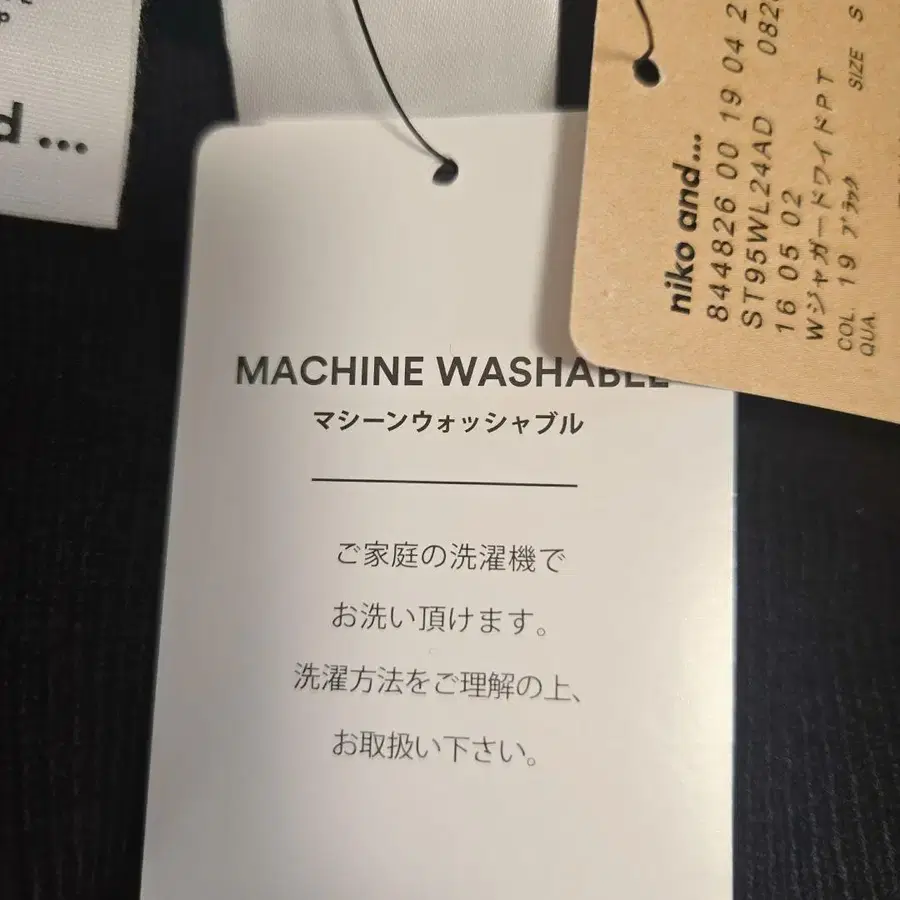 d ...
MACHINE WASHABLE
マシーンウォッシャブル
ご家庭の洗濯機で
お洗い頂けます。
洗濯方法をご理解の上、
お取扱い下さい。
niko and...
844826 00 19 04 2
ST95WL24AD 082
16 05 02
WジャガードワイドPT
COL. 19 ブラック SIZE S
QUA.